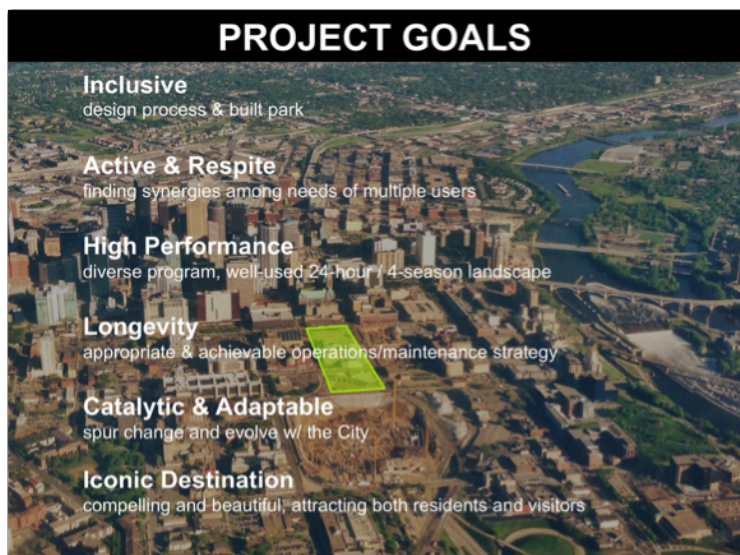 PROJECT GOALS
Inclusive
design process & built park
Active & Respite
finding synergies among needs of multiple users
High Performance
diverse program, well-used 24-hour / 4-season landscape
Longevity
appropriate & achievable operations/maintenance strategy
Catalytic & Adaptable
spur change and evolve w/ the City
Iconic Destination
compelling and beautiful, attracting both residents and visitors